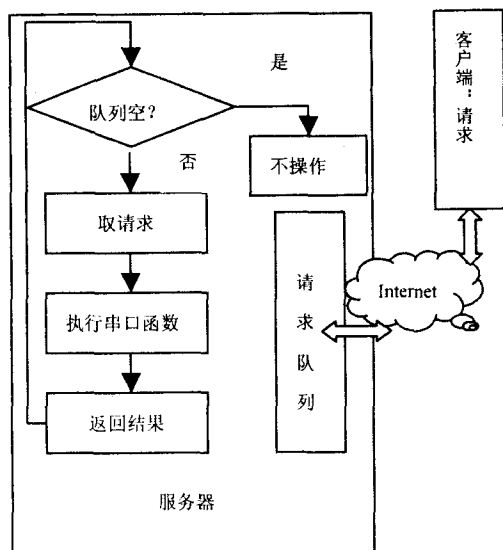 是
队列空？
否
不操作
取请求
执行串口函数
返回结果
请求队列
服务器
Internet
客户端：请求